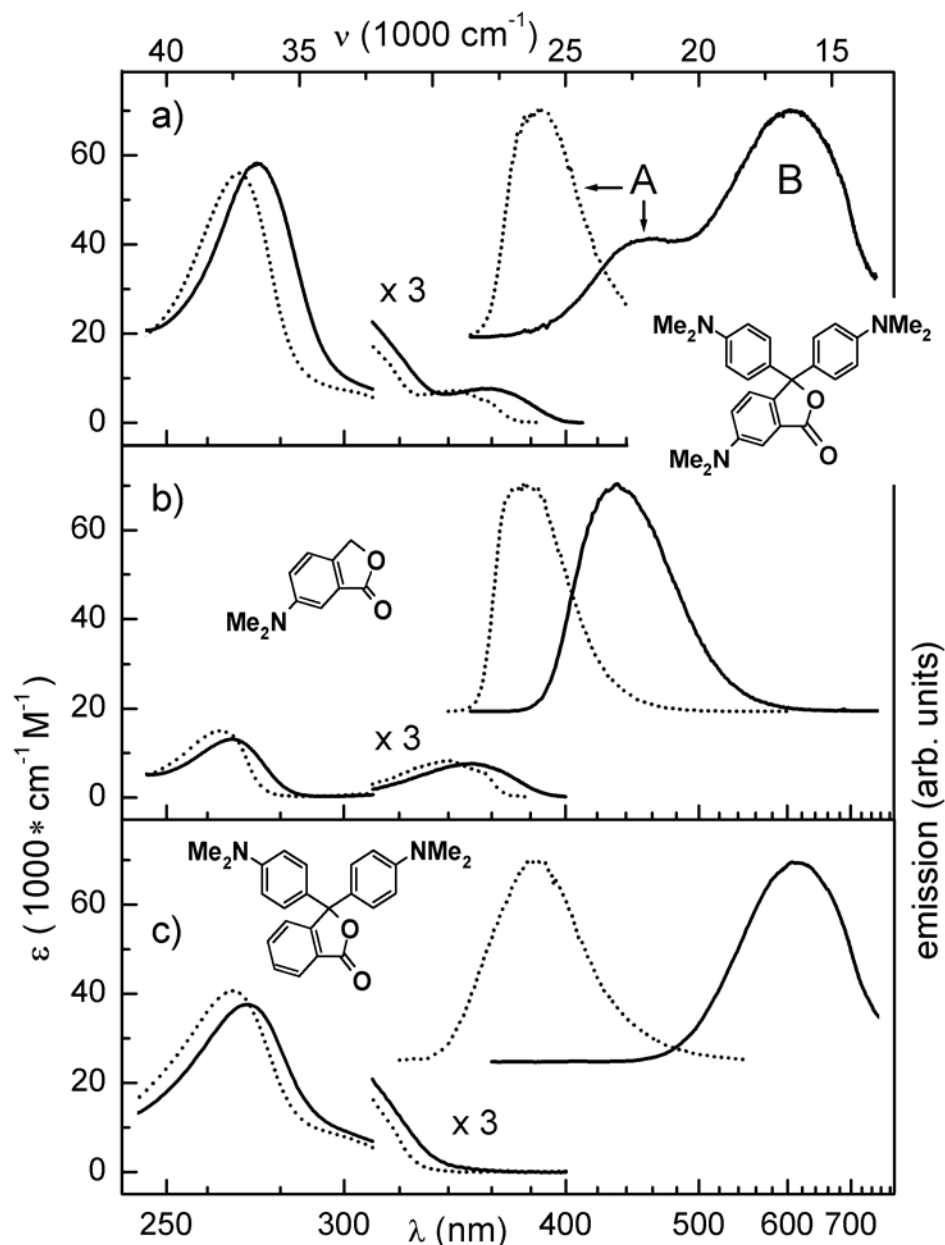 ν (1000 cm⁻¹)
40 35 25 20 15
a)
60
40
20
0
x 3
A
B
Me₂N
NMe₂
O
O
Me₂N
b)
60
40
20
0
O
O
Me₂N
x 3
c)
60
40
20
0
Me₂N
NMe₂
O
O
x 3
250 300 400 500 600 700
λ (nm)
ε ( 1000 * cm⁻¹ M⁻¹)
emission (arb. units)